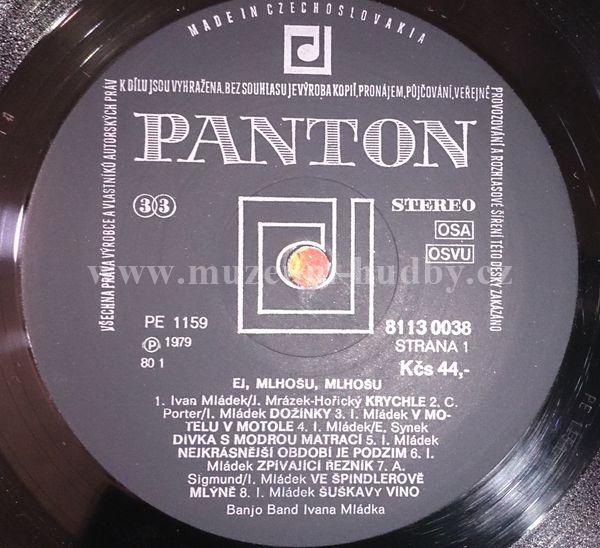 MADE IN CZECHOSLOVAKIA
VŠECHNA PRÁVA VÝROBCE A VLASTNÍKŮ AUTORSKÝCH PRÁV
K DÍLU JSOU VYHRAŽENA. BEZ SOUHLASU JE VÝROBA KOPIÍ, PRONÁJEM, PŮJČOVÁNÍ, VEŘEJNÉ
PROVOZOVÁNÍ A ROZHLASOVÉ ŠÍŘENÍ TÉTO DESKY ZAKÁZÁNO
PANTON
33
STEREO
OSA
OSVU
www.muzeum-hudby.cz
PE 1159
℗ 1979
80 1
8113 0038
STRANA 1
Kčs 44,-
EJ, MLHOŠU, MLHOŠU
1. Ivan Mládek/J. Mrázek-Hořický KRYCHLE 2. C.
Porter/I. Mládek DOŽÍNKY 3. I. Mládek V MO-
TELU V MOTOLE 4. I. Mládek/E. Synek
DÍVKA S MODROU MATRACÍ 5. I. Mládek
NEJKRÁSNĚJŠÍ OBDOBÍ JE PODZIM 6. I.
Mládek ZPÍVAJÍCÍ ŘEZNÍK 7. A.
Sigmund/I. Mládek VE ŠPINDLEROVĚ
MLÝNĚ 8. I. Mládek ŠUŠKAVÝ VINO
Banjo Band Ivana Mládka